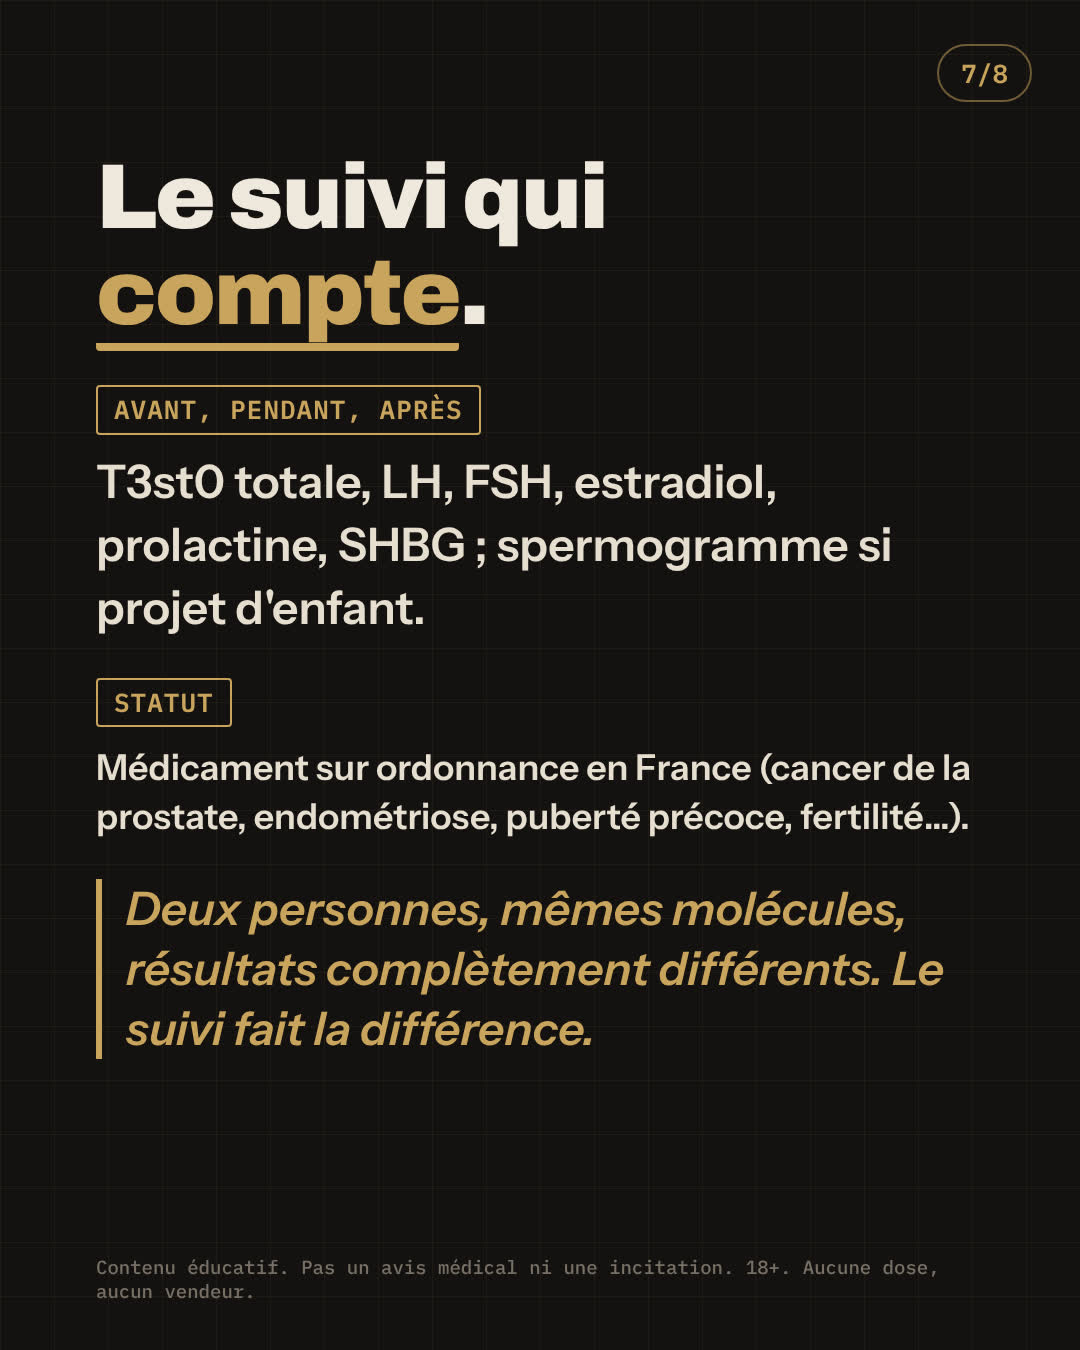 7/8
Le suivi qui
compte.
AVANT, PENDANT, APRÈS
T3st0 totale, LH, FSH, estradiol,
prolactine, SHBG ; spermogramme si
projet d'enfant.
STATUT
Médicament sur ordonnance en France (cancer de la
prostate, endométriose, puberté précoce, fertilité...).
Deux personnes, mêmes molécules,
résultats complètement différents. Le
suivi fait la différence.
Contenu éducatif. Pas un avis médical ni une incitation. 18+. Aucune dose,
aucun vendeur.